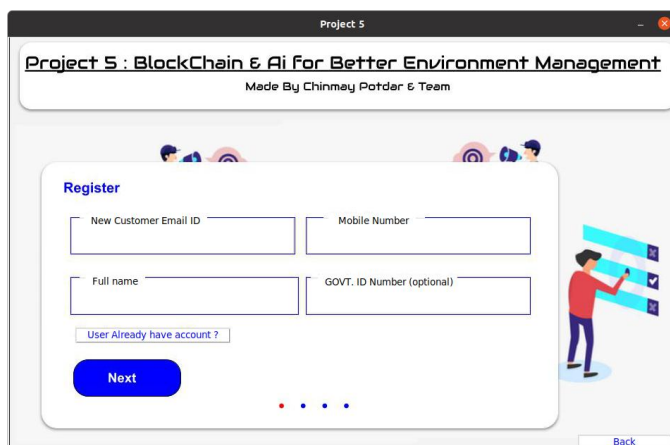 Project 5
Project 5 : BlockChain & Ai For Better Environment Management
Made By Chinmay Potdar & Team
Register
New Customer Email ID
Mobile Number
Full name
GOVT. ID Number (optional)
User Already have account ?
Next
Back